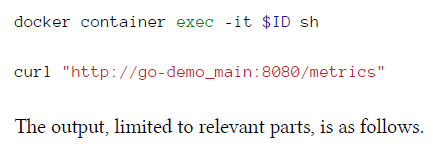 docker container exec -it $ID sh
curl "http://go-demo_main:8080/metrics"
The output, limited to relevant parts, is as follows.